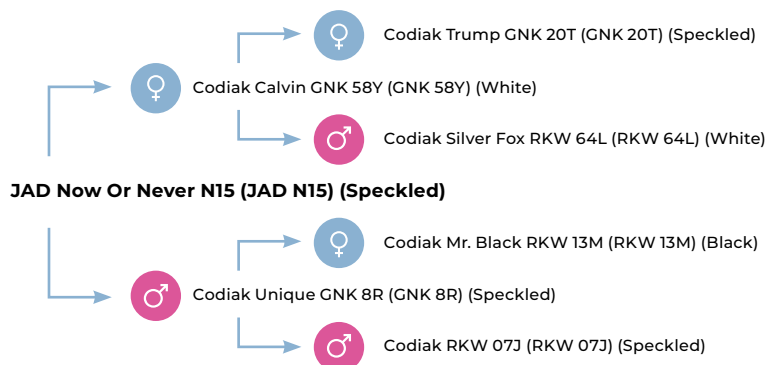 Codiak Trump GNK 20T (GNK 20T) (Speckled)
Codiak Calvin GNK 58Y (GNK 58Y) (White)
Codiak Silver Fox RKW 64L (RKW 64L) (White)
JAD Now Or Never N15 (JAD N15) (Speckled)
Codiak Mr. Black RKW 13M (RKW 13M) (Black)
Codiak Unique GNK 8R (GNK 8R) (Speckled)
Codiak RKW 07J (RKW 07J) (Speckled)